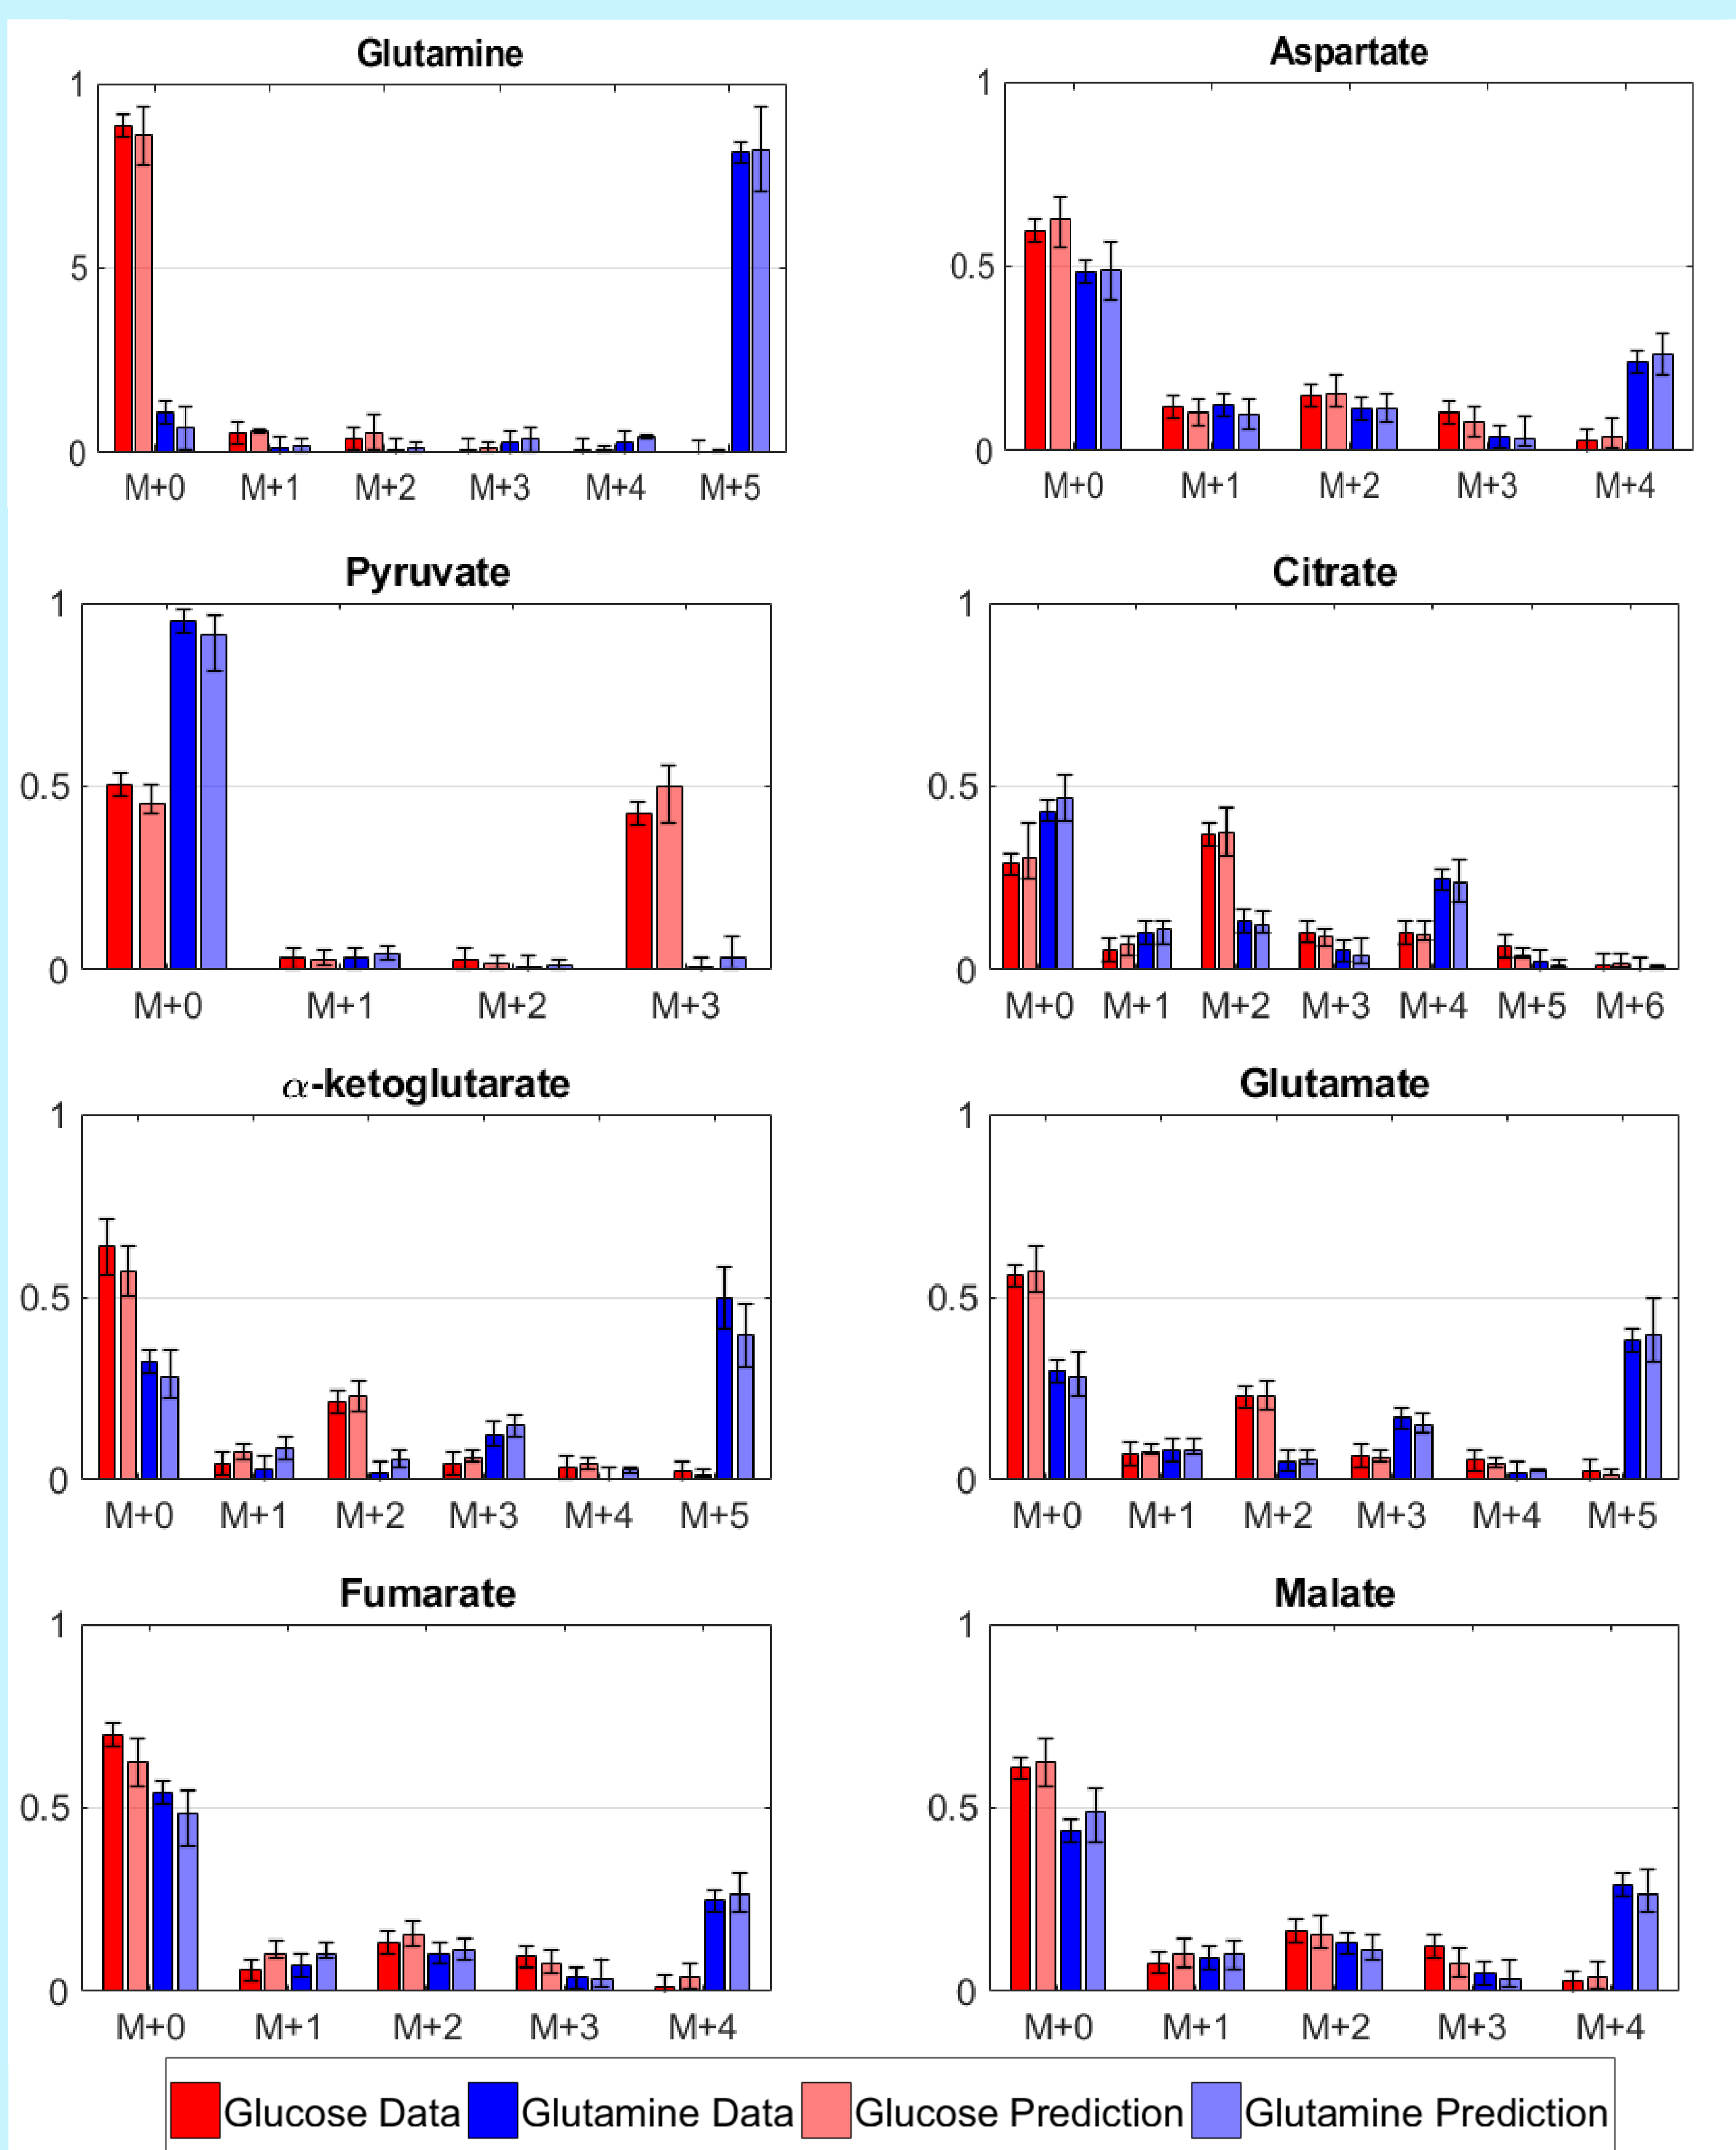 Glutamine
1
5
0
M+0 M+1 M+2 M+3 M+4 M+5
Aspartate
1
0.5
0
M+0 M+1 M+2 M+3 M+4
Pyruvate
1
0.5
0
M+0 M+1 M+2 M+3
Citrate
1
0.5
0
M+0 M+1 M+2 M+3 M+4 M+5 M+6
α-ketoglutarate
1
0.5
0
M+0 M+1 M+2 M+3 M+4 M+5
Glutamate
1
0.5
0
M+0 M+1 M+2 M+3 M+4 M+5
Fumarate
1
0.5
0
M+0 M+1 M+2 M+3 M+4
Malate
1
0.5
0
M+0 M+1 M+2 M+3 M+4
Glucose Data Glutamine Data Glucose Prediction Glutamine Prediction